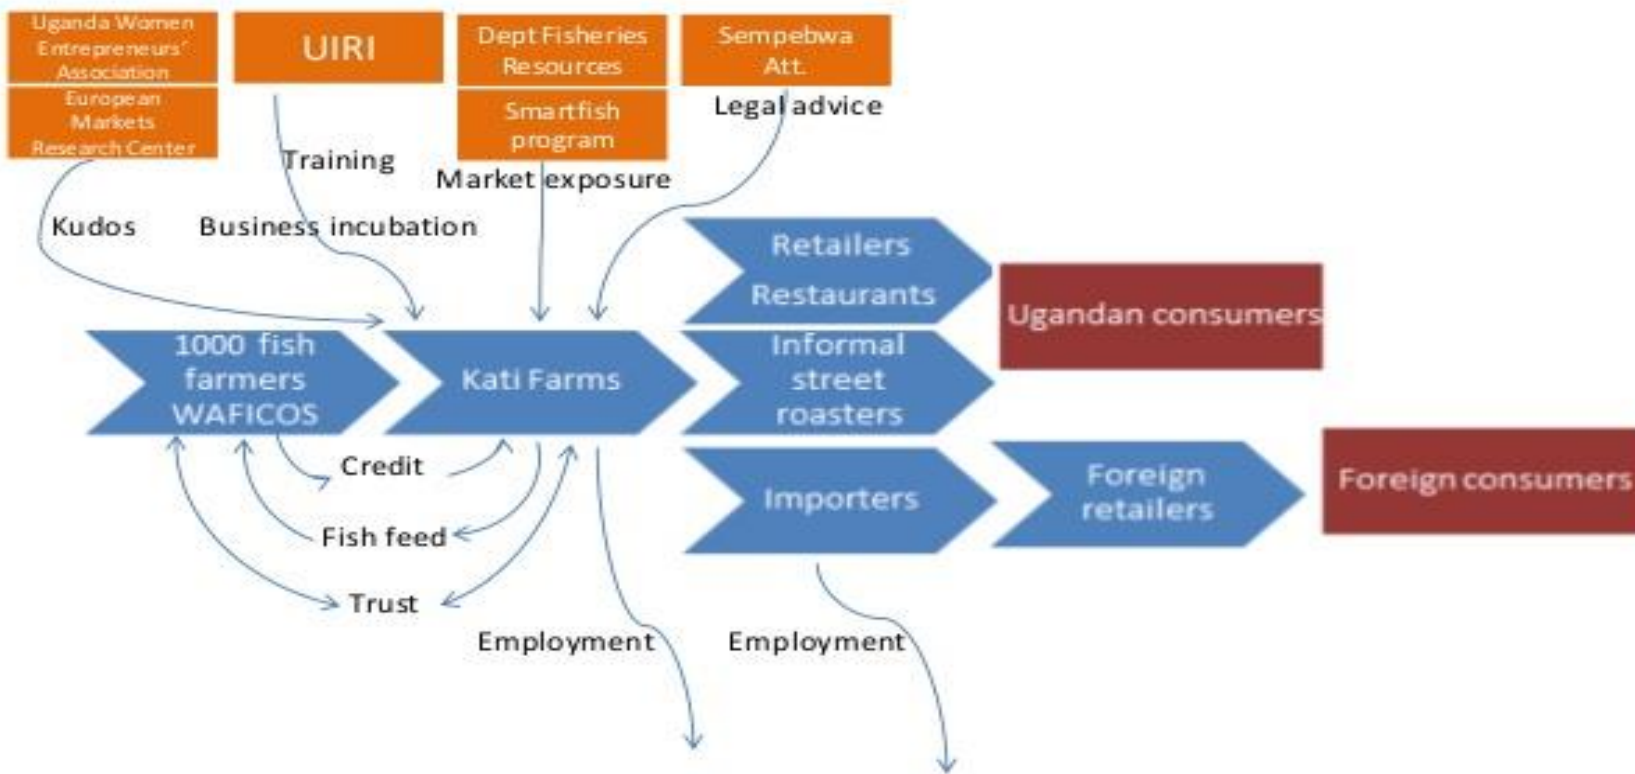 Uganda Women
Entrepreneurs’
Association
European
Markets
Research Center
UIRI
Dept Fisheries
Resources
Smartfish
program
Sempebwa
Att.
Legal advice
Training
Market exposure
Kudos
Business incubation
Retailers
Restaurants
Ugandan consumers
1000 fish
farmers
WAFICOS
Kati Farms
Informal
street
roasters
Importers
Foreign
retailers
Foreign consumers
Credit
Fish feed
Trust
Employment
Employment